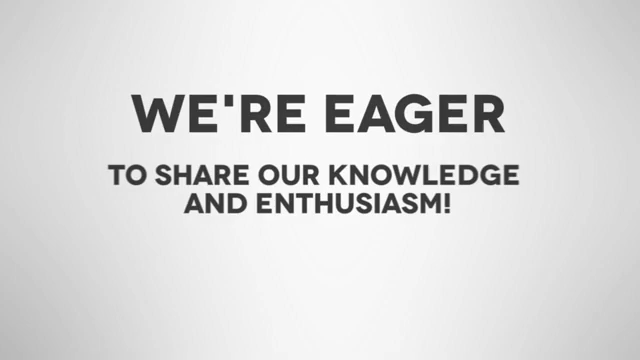 WE'RE EAGER
TO SHARE OUR KNOWLEDGE
AND ENTHUSIASM!